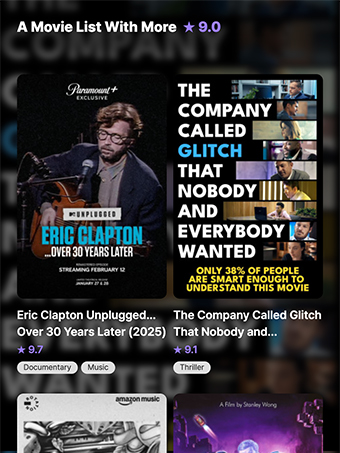 A Movie List With More ★ 9.0
Paramount+
EXCLUSIVE
UNPLUGGED
ERIC CLAPTON
...OVER 30 YEARS LATER
STREAMING FEBRUARY 12
JANUARY 27 & 28
THE
COMPANY
CALLED
GLITCH
THAT
NOBODY
AND
EVERYBODY
WANTED
ONLY 38% OF PEOPLE
ARE SMART ENOUGH TO
UNDERSTAND THIS MOVIE
Eric Clapton Unplugged...
Over 30 Years Later (2025)
★ 9.7
Documentary
Music
The Company Called Glitch
That Nobody and...
★ 9.1
Thriller
amazon music
A Film by Stanley Wong